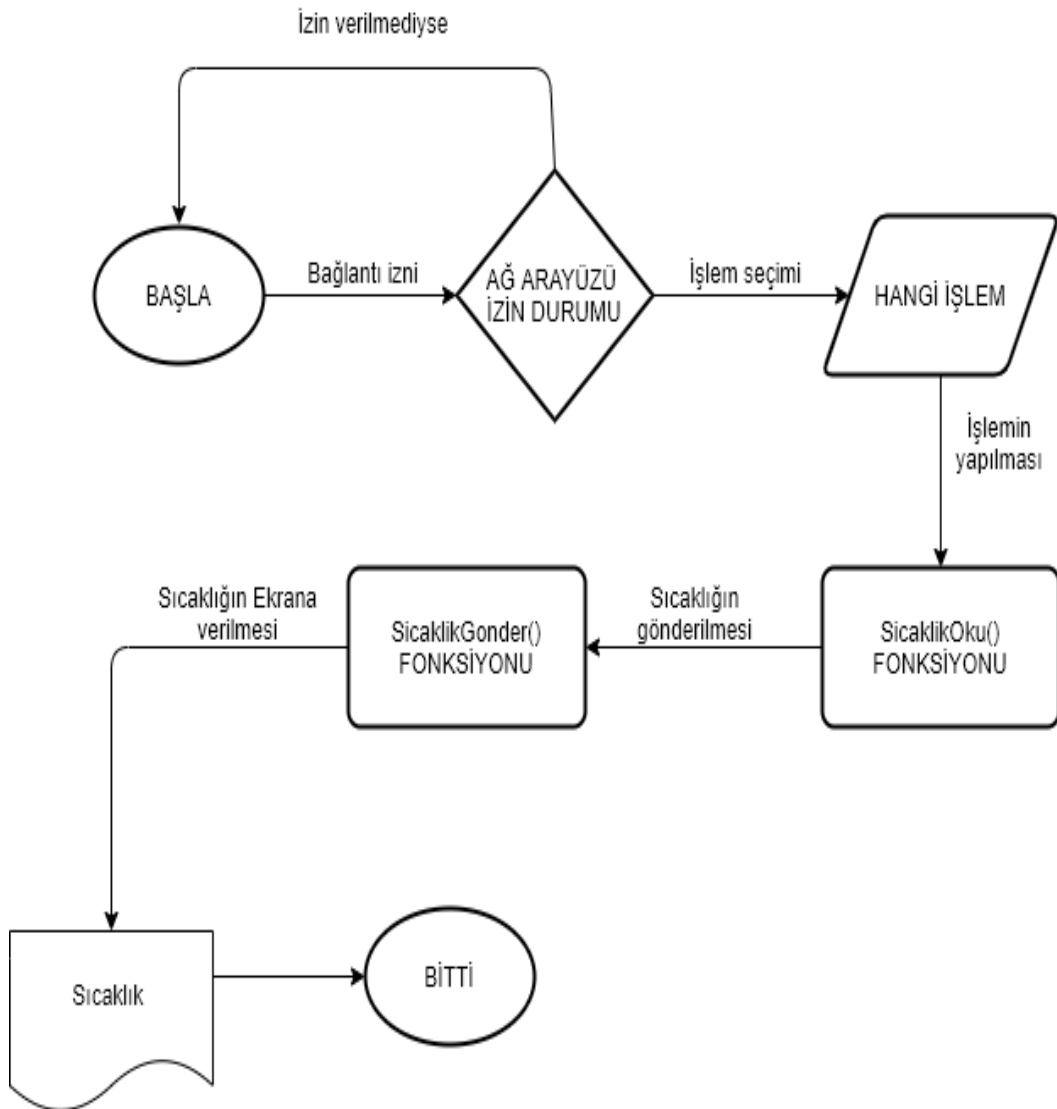 İzin verilmediyse
BAŞLA
Bağlantı izni
AĞ ARAYÜZÜ
İZİN DURUMU
İşlem seçimi
HANGİ İŞLEM
İşlemin
yapılması
SicaklikOku()
FONKSİYONU
Sıcaklığın
gönderilmesi
SicaklikGonder()
FONKSİYONU
Sıcaklığın Ekrana
verilmesi
Sıcaklık
BİTTİ